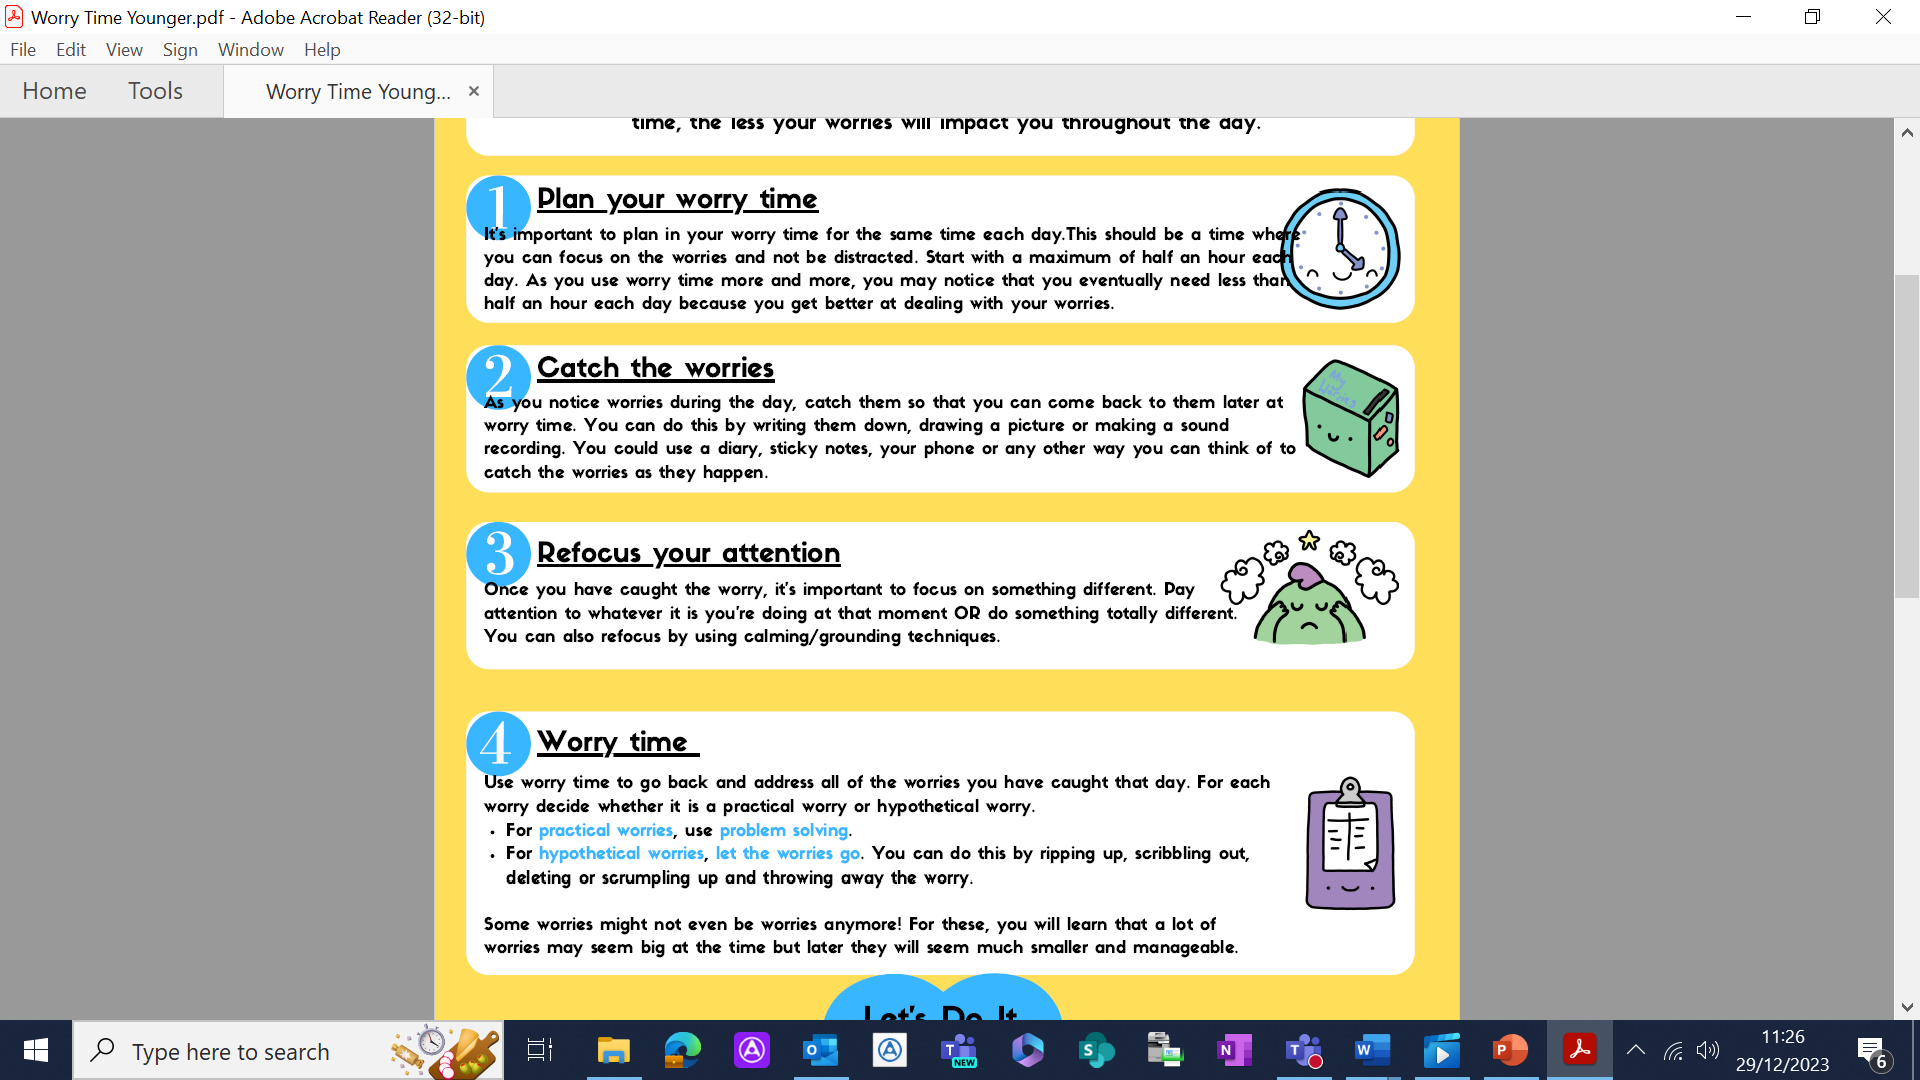 Worry Time Younger.pdf - Adobe Acrobat Reader (32-bit)
File Edit View Sign Window Help
Home Tools Worry Time Young... ×
time, the less your worries will impact you throughout the day.
1 Plan your worry time
It's important to plan in your worry time for the same time each day.This should be a time where
you can focus on the worries and not be distracted. Start with a maximum of half an hour each
day. As you use worry time more and more, you may notice that you eventually need less than
half an hour each day because you get better at dealing with your worries.
2 Catch the worries
My
Worries
As you notice worries during the day, catch them so that you can come back to them later at
worry time. You can do this by writing them down, drawing a picture or making a sound
recording. You could use a diary, sticky notes, your phone or any other way you can think of to
catch the worries as they happen.
3 Refocus your attention
Once you have caught the worry, it's important to focus on something different. Pay
attention to whatever it is you're doing at that moment OR do something totally different.
You can also refocus by using calming/grounding techniques.
4 Worry time
Use worry time to go back and address all of the worries you have caught that day. For each
worry decide whether it is a practical worry or hypothetical worry.
• For practical worries, use problem solving.
• For hypothetical worries, let the worries go. You can do this by ripping up, scribbling out,
deleting or scrumpling up and throwing away the worry.
Some worries might not even be worries anymore! For these, you will learn that a lot of
worries may seem big at the time but later they will seem much smaller and manageable.
Let's Do It
Type here to search
NEW
11:26
29/12/2023
6